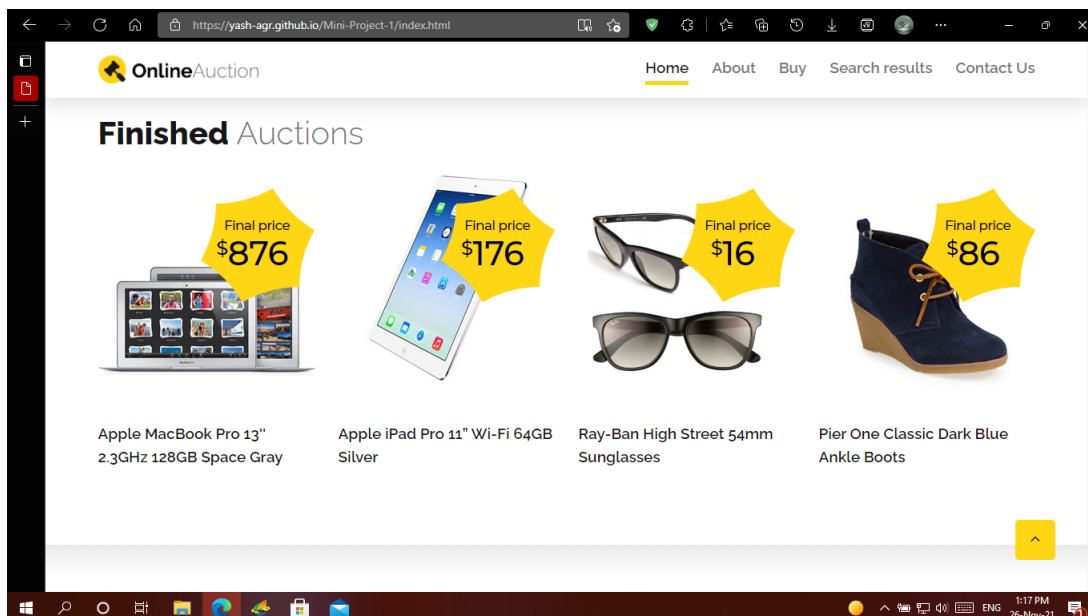 https://yash-agr.github.io/Mini-Project-1/index.html
OnlineAuction
Home About Buy Search results Contact Us
Finished Auctions
Final price
$876
Final price
$176
Final price
$16
Final price
$86
Apple MacBook Pro 13''
2.3GHz 128GB Space Gray
Apple iPad Pro 11” Wi-Fi 64GB
Silver
Ray-Ban High Street 54mm
Sunglasses
Pier One Classic Dark Blue
Ankle Boots
ENG
1:17 PM
26-Nov-21